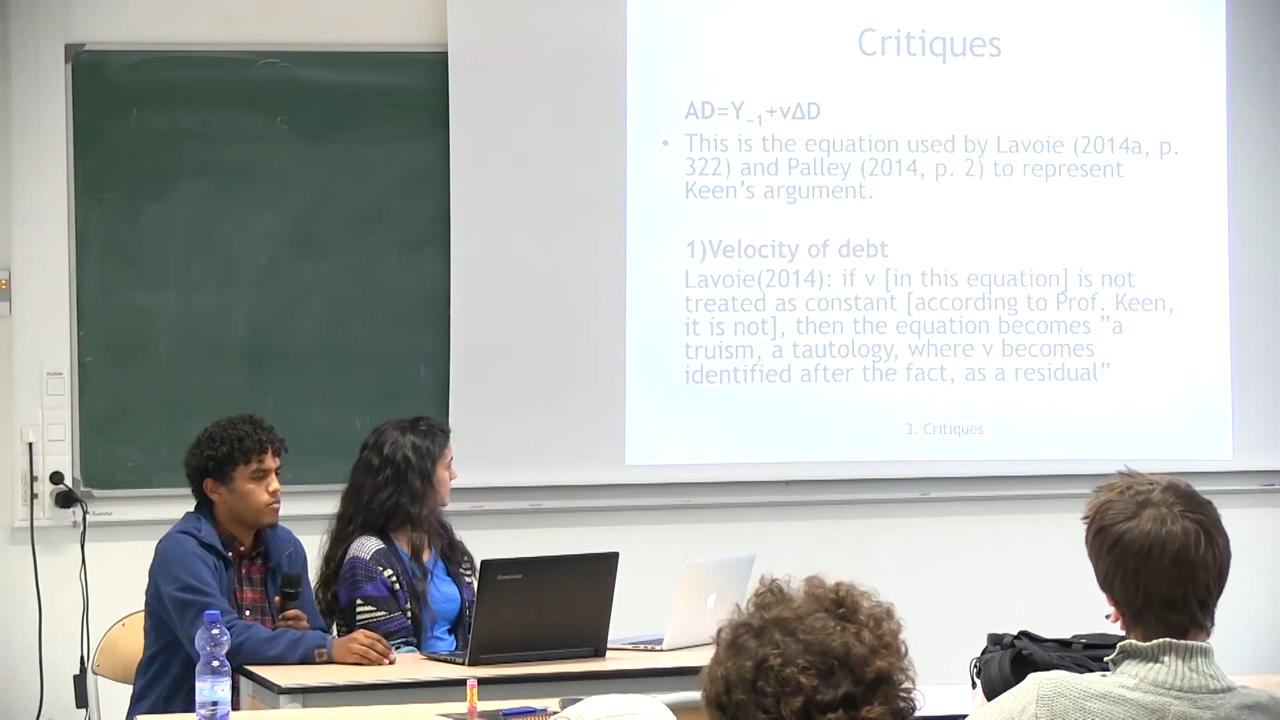 Critiques
AD=Y₋₁+vΔD
• This is the equation used by Lavoie (2014a, p.
322) and Palley (2014, p. 2) to represent
Keen's argument.
1)Velocity of debt
Lavoie(2014): if v [in this equation] is not
treated as constant [according to Prof. Keen,
it is not], then the equation becomes ”a
truism, a tautology, where v becomes
identified after the fact, as a residual”
3. Critiques
lenovo